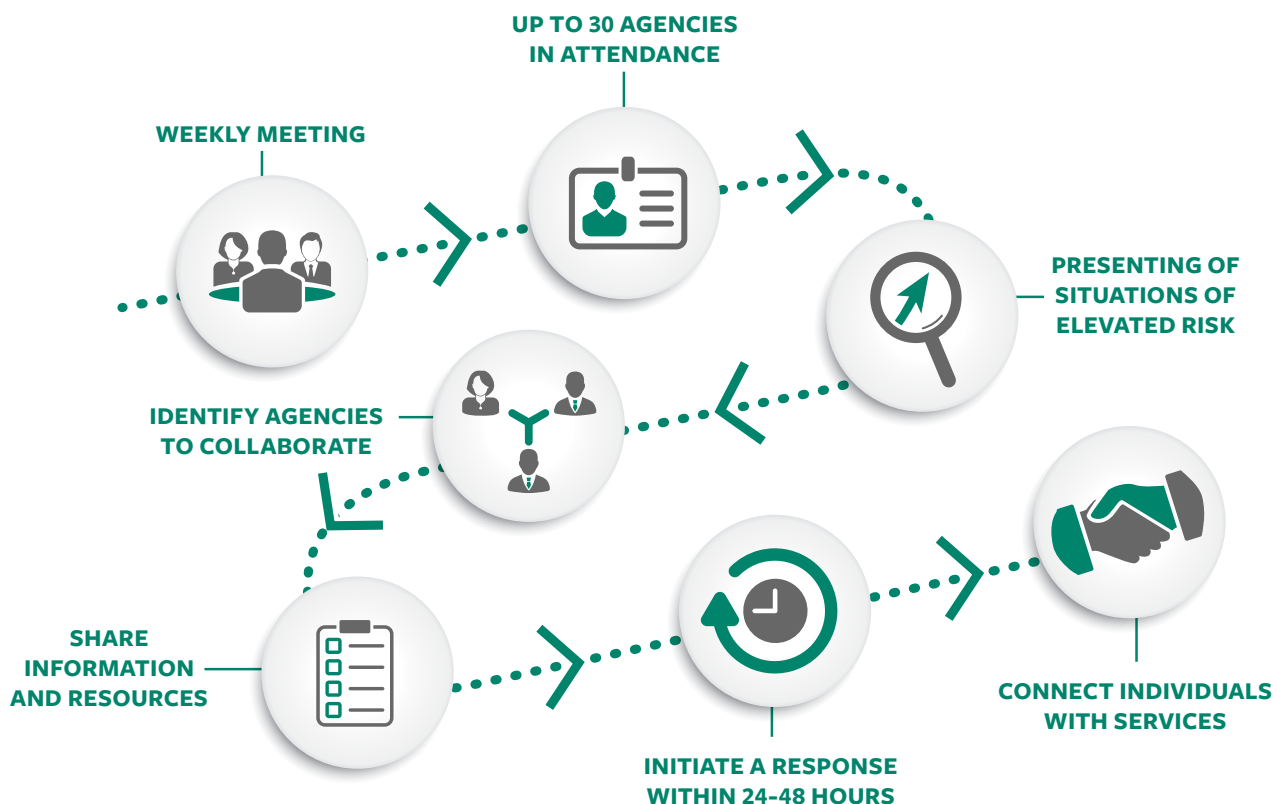 WEEKLY MEETING
UP TO 30 AGENCIES
IN ATTENDANCE
PRESENTING OF
SITUATIONS OF
ELEVATED RISK
IDENTIFY AGENCIES
TO COLLABORATE
SHARE
INFORMATION
AND RESOURCES
INITIATE A RESPONSE
WITHIN 24–48 HOURS
CONNECT INDIVIDUALS
WITH SERVICES